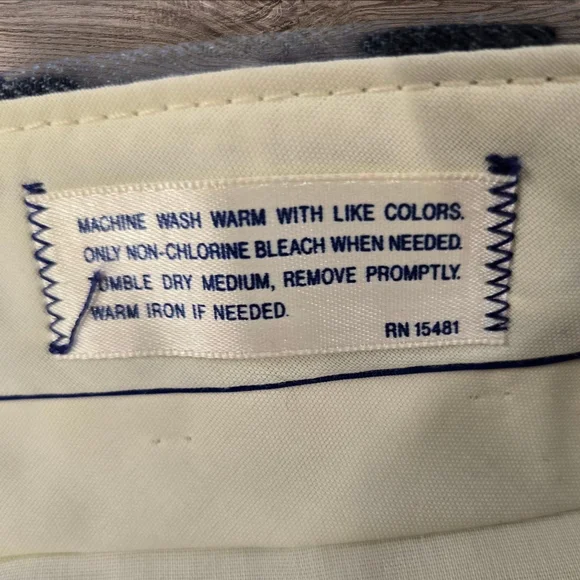 MACHINE WASH WARM WITH LIKE COLORS.
ONLY NON-CHLORINE BLEACH WHEN NEEDED.
TUMBLE DRY MEDIUM, REMOVE PROMPTLY.
WARM IRON IF NEEDED.
RN 15481